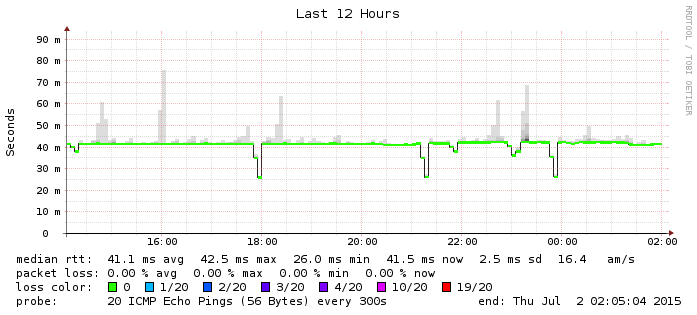 Last 12 Hours
RRDTOOL / TOBI OETIKER
Seconds
90 m
80 m
70 m
60 m
50 m
40 m
30 m
20 m
10 m
0
16:00 18:00 20:00 22:00 00:00 02:00
median rtt: 41.1 ms avg 42.5 ms max 26.0 ms min 41.5 ms now 2.5 ms sd 16.4 am/s
packet loss: 0.00 % avg 0.00 % max 0.00 % min 0.00 % now
loss color: 0 1/20 2/20 3/20 4/20 10/20 19/20
probe: 20 ICMP Echo Pings (56 Bytes) every 300s end: Thu Jul 2 02:05:04 2015